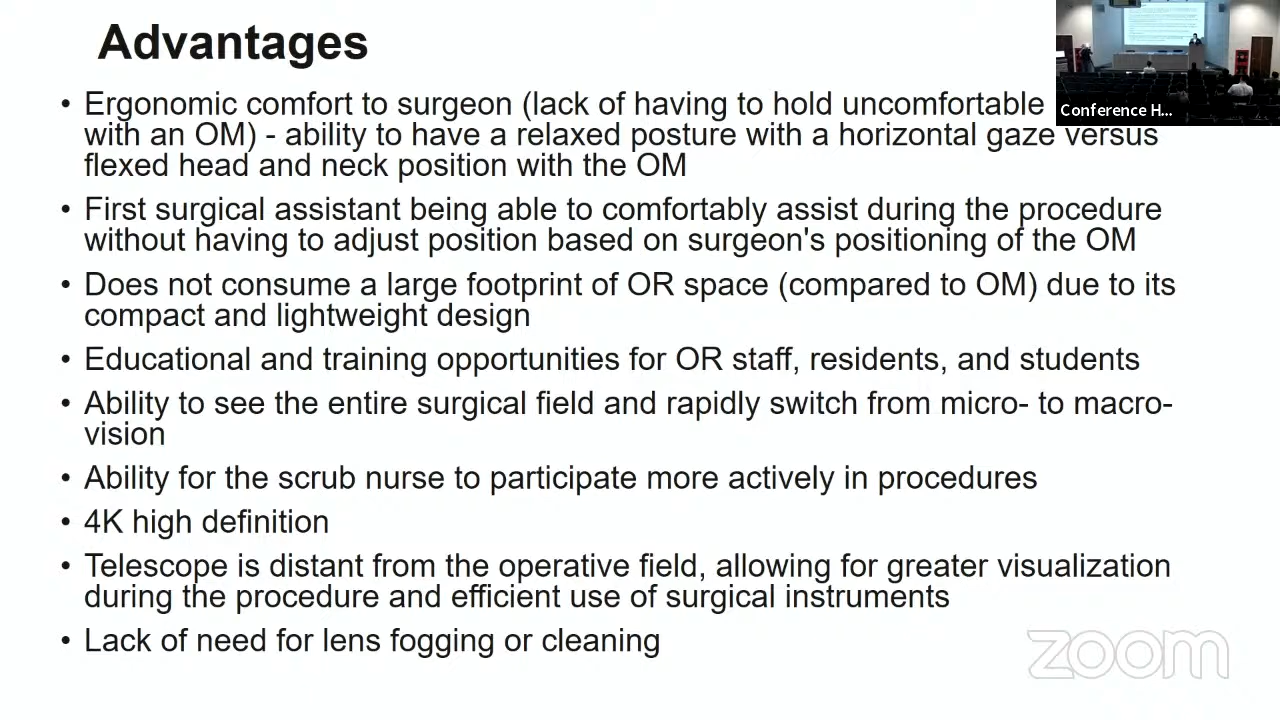 Advantages
• Ergonomic comfort to surgeon (lack of having to hold uncomfortable
with an OM) - ability to have a relaxed posture with a horizontal gaze versus
flexed head and neck position with the OM
• First surgical assistant being able to comfortably assist during the procedure
without having to adjust position based on surgeon's positioning of the OM
• Does not consume a large footprint of OR space (compared to OM) due to its
compact and lightweight design
• Educational and training opportunities for OR staff, residents, and students
• Ability to see the entire surgical field and rapidly switch from micro- to macro-
vision
• Ability for the scrub nurse to participate more actively in procedures
• 4K high definition
• Telescope is distant from the operative field, allowing for greater visualization
during the procedure and efficient use of surgical instruments
• Lack of need for lens fogging or cleaning
Conference H...
zoom